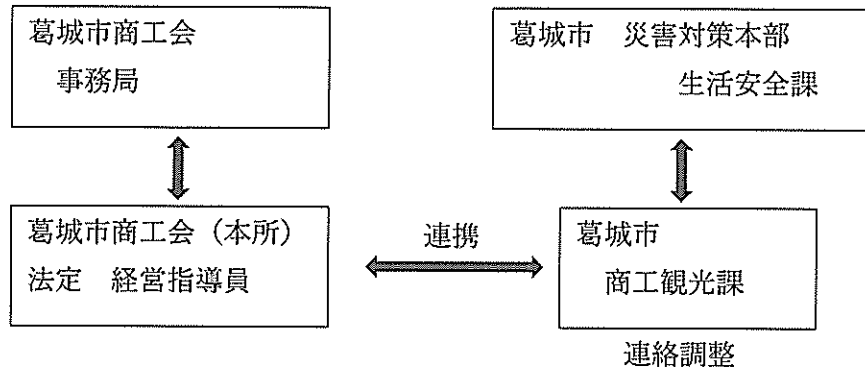 葛城市商工会
事務局
葛城市　災害対策本部
生活安全課
葛城市商工会（本所）
法定　経営指導員
連携
葛城市
商工観光課
連絡調整